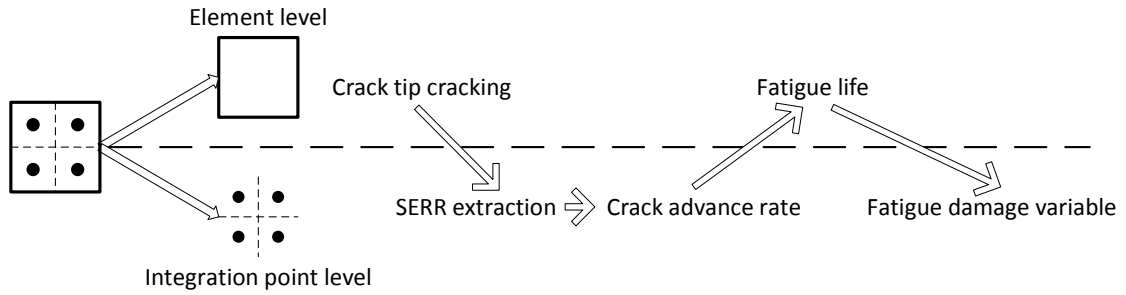 Element level
Crack tip cracking
Fatigue life
SERR extraction
Crack advance rate
Fatigue damage variable
Integration point level